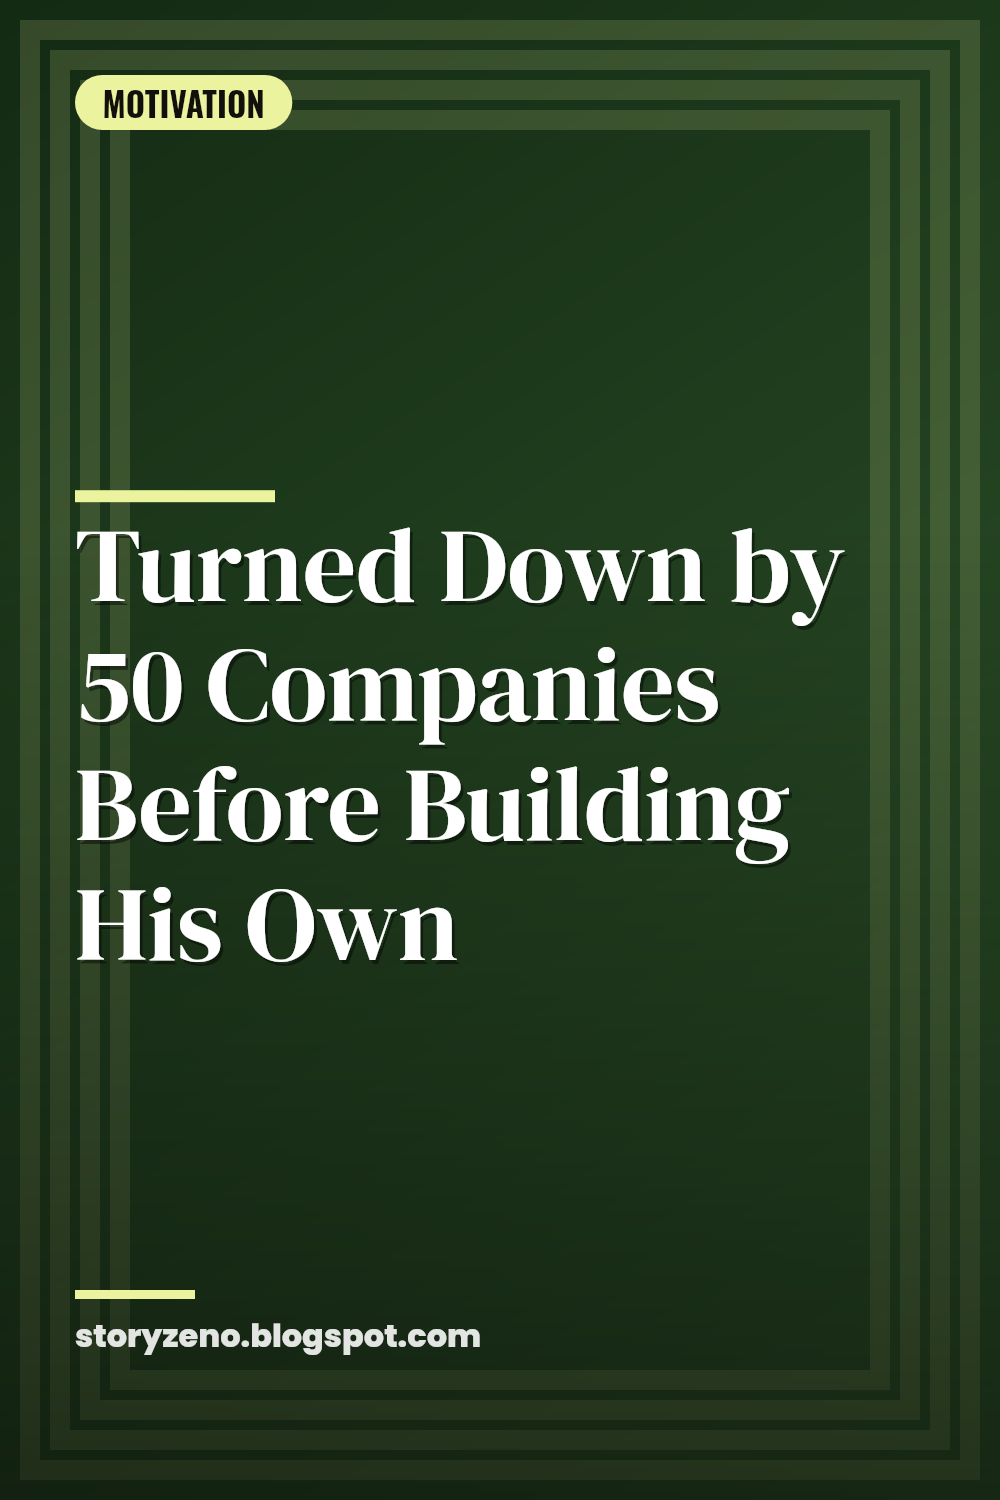 MOTIVATION
Turned Down by
50 Companies
Before Building
His Own
storyzeno.blogspot.com